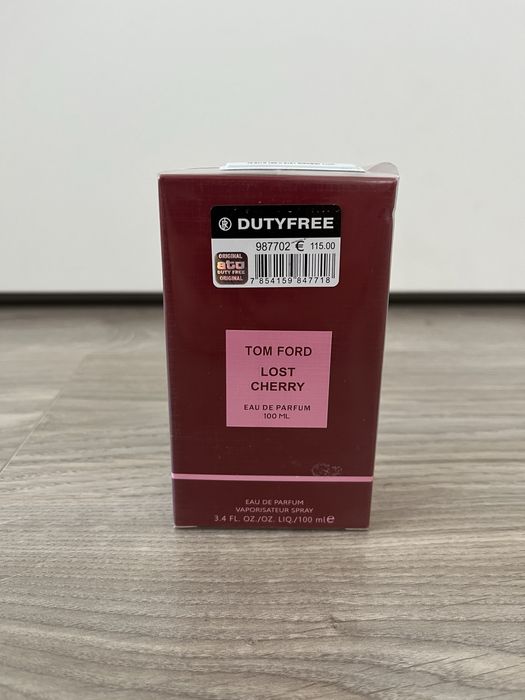 ® DUTYFREE
987702 € 115.00
ORIGINAL
ato
DUTY FREE
ORIGINAL
7 854159 847718
TOM FORD
LOST
CHERRY
EAU DE PARFUM
100 ML
EAU DE PARFUM
VAPORISATEUR SPRAY
3.4 FL. OZ./OZ. LIQ./100 ml℮